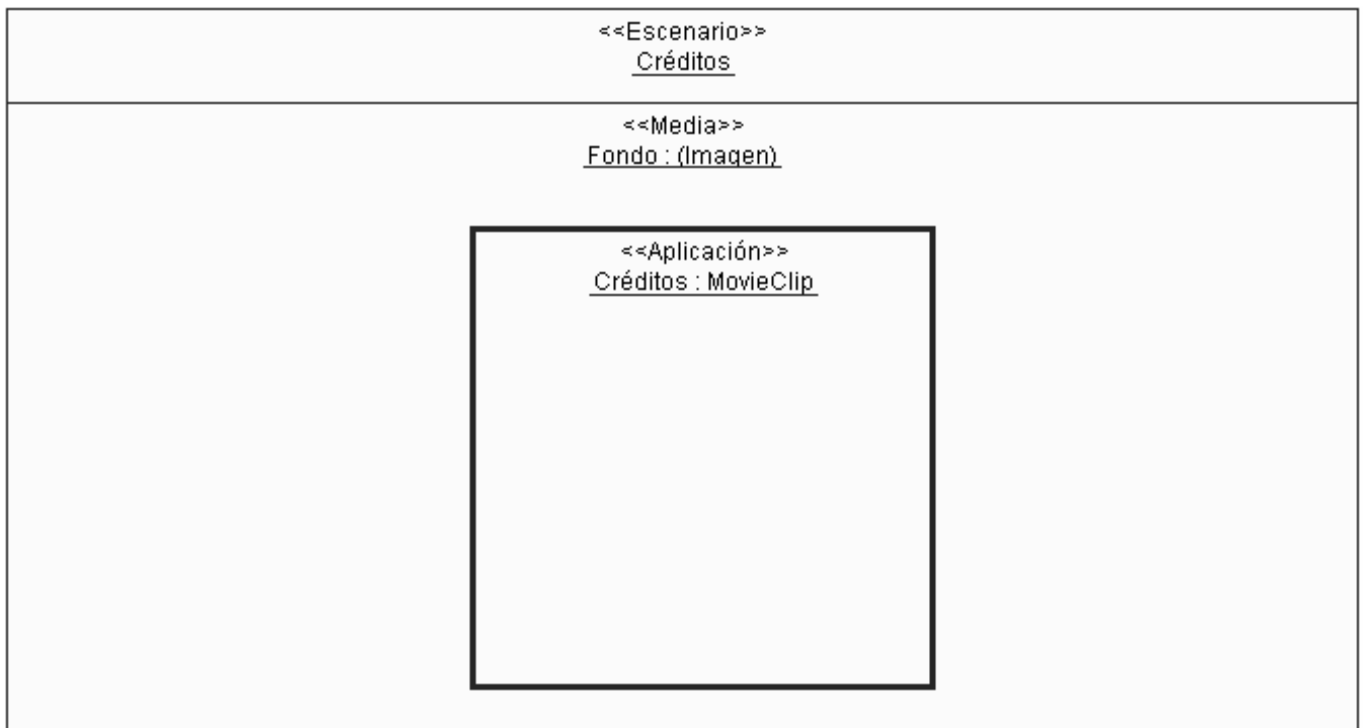 <<Escenario>>
Créditos
<<Media>>
Fondo : (Imagen)
<<Aplicación>>
Créditos : MovieClip